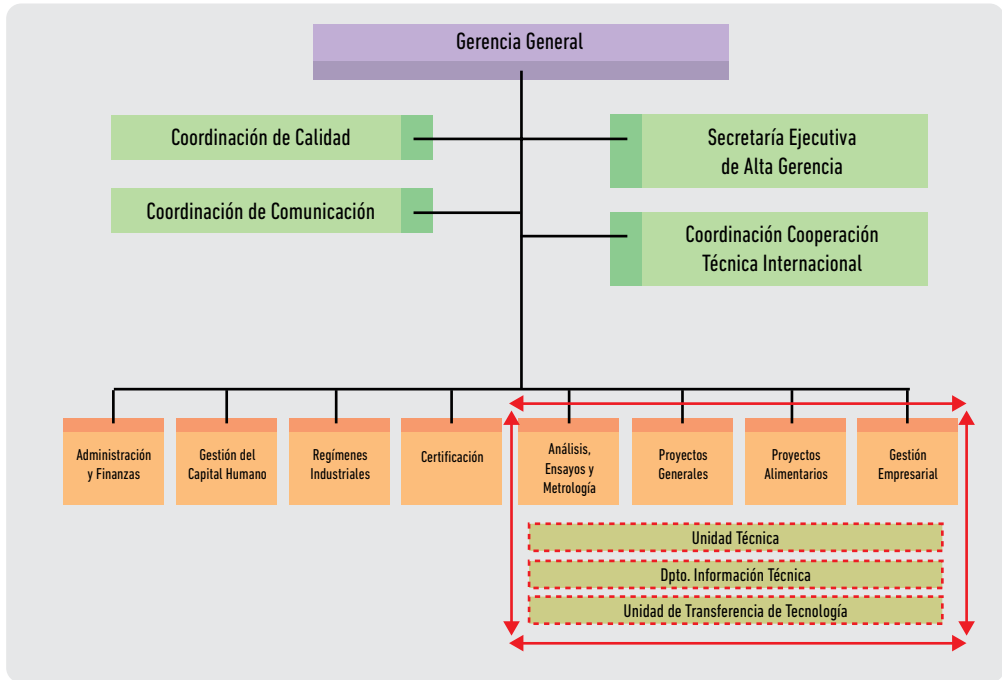 Gerencia General
Coordinación de Calidad
Secretaría Ejecutiva
de Alta Gerencia
Coordinación de Comunicación
Coordinación Cooperación
Técnica Internacional
Administración
y Finanzas
Gestión del
Capital Humano
Regímenes
Industriales
Certificación
Análisis,
Ensayos y
Metrología
Proyectos
Generales
Proyectos
Alimentarios
Gestión
Empresarial
Unidad Técnica
Dpto. Información Técnica
Unidad de Transferencia de Tecnología